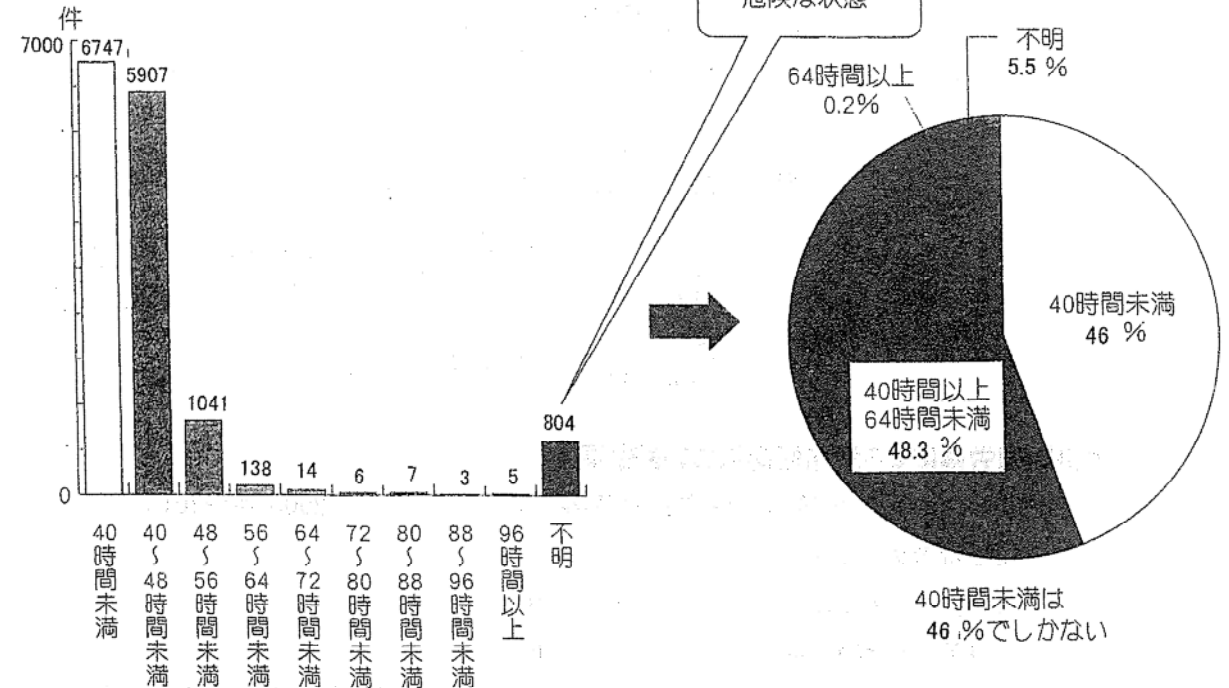 危険な状態
件
7000
6747
5907
1041
138
14
6
7
3
5
804
0
40時間未満
40〜48時間未満
48〜56時間未満
56〜64時間未満
64〜72時間未満
72〜80時間未満
80〜88時間未満
88〜96時間未満
96時間以上
不明
不明
5.5 %
64時間以上
0.2%
40時間未満
46 %
40時間以上
64時間未満
48.3 %
40時間未満は
46 %でしかない